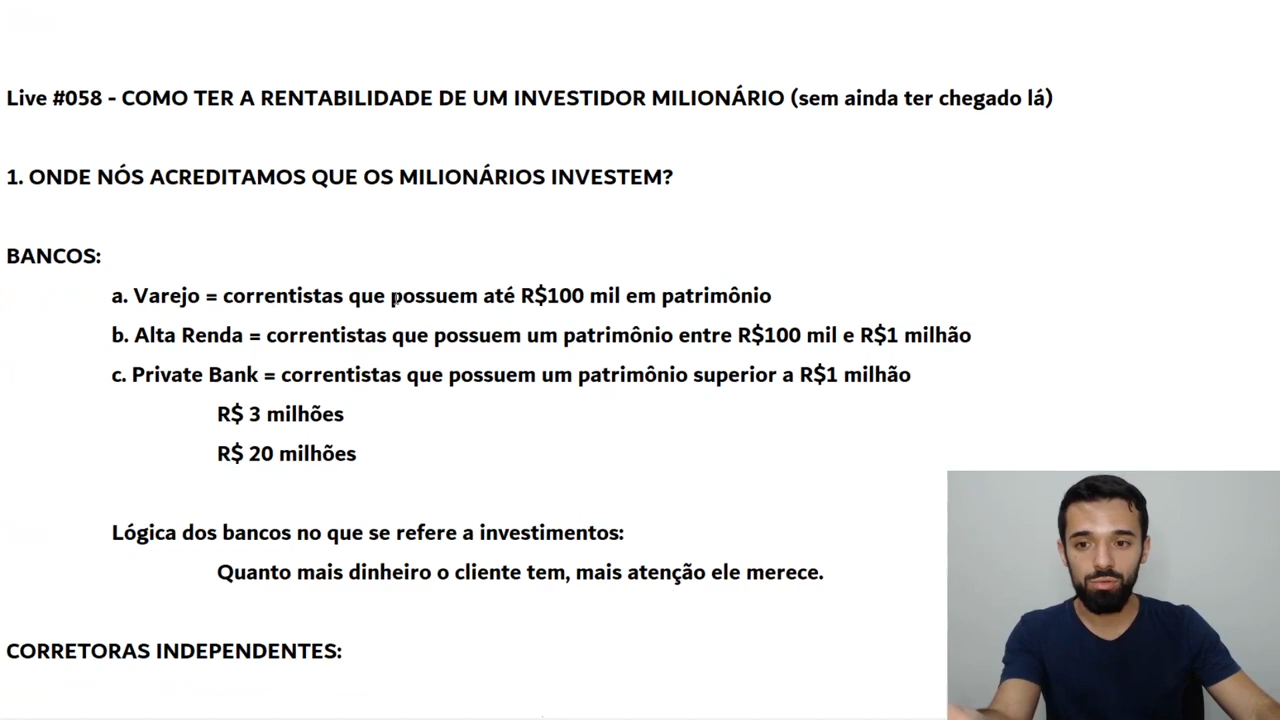 Live #058 - COMO TER A RENTABILIDADE DE UM INVESTIDOR MILIONÁRIO (sem ainda ter chegado lá)
1. ONDE NÓS ACREDITAMOS QUE OS MILIONÁRIOS INVESTEM?
BANCOS:
a. Varejo = correntistas que possuem até R$100 mil em patrimônio
b. Alta Renda = correntistas que possuem um patrimônio entre R$100 mil e R$1 milhão
c. Private Bank = correntistas que possuem um patrimônio superior a R$1 milhão
R$ 3 milhões
R$ 20 milhões
Lógica dos bancos no que se refere a investimentos:
Quanto mais dinheiro o cliente tem, mais atenção ele merece.
CORRETORAS INDEPENDENTES: